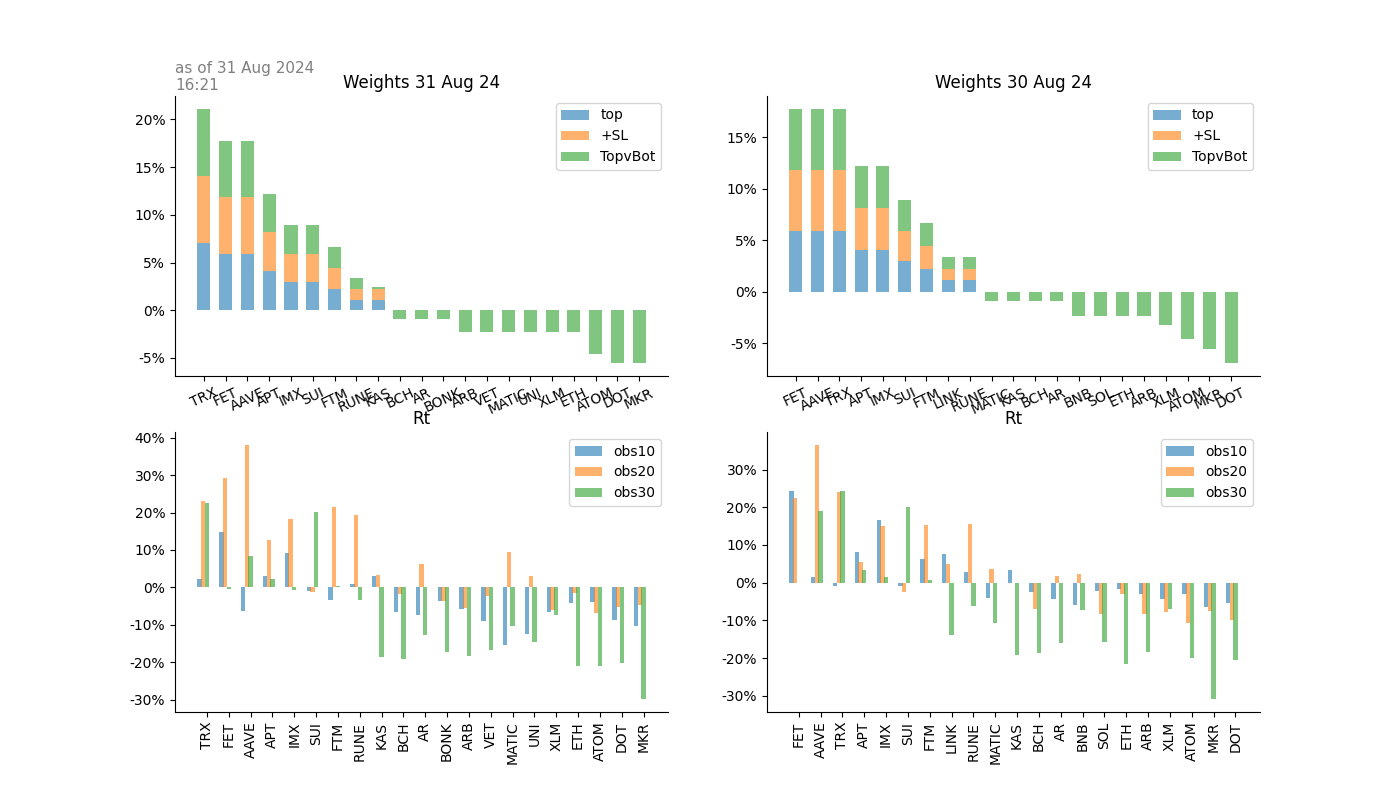 as of 31 Aug 2024
16:21
Weights 31 Aug 24
20%
15%
10%
5%
0%
-5%
top
+SL
TopvBot
TRX FET AAVE APT IMX SUI FTM RUNE KAS BCH AR BONK ARB VET MATIC UNI XLM ETH ATOM DOT MKR
Weights 30 Aug 24
15%
10%
5%
0%
-5%
top
+SL
TopvBot
FET AAVE TRX APT IMX SUI FTM LINK RUNE MATIC KAS BCH AR BNB SOL ETH ARB XLM ATOM MKR DOT
Rt
40%
30%
20%
10%
0%
-10%
-20%
-30%
obs10
obs20
obs30
TRX FET AAVE APT IMX SUI FTM RUNE KAS BCH AR BONK ARB VET MATIC UNI XLM ETH ATOM DOT MKR
Rt
30%
20%
10%
0%
-10%
-20%
-30%
obs10
obs20
obs30
FET AAVE TRX APT IMX SUI FTM LINK RUNE MATIC KAS BCH AR BNB SOL ETH ARB XLM ATOM MKR DOT